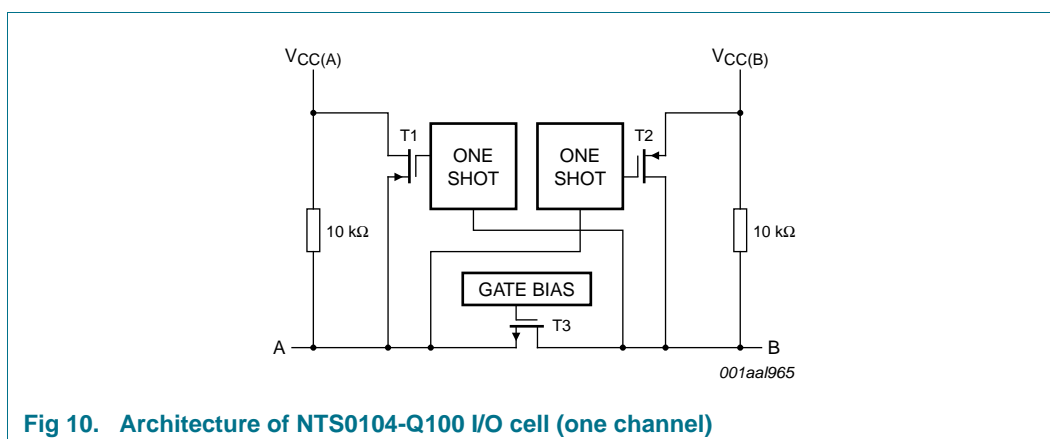 VCC(A)
VCC(B)
T1
ONE
SHOT
ONE
SHOT
T2
10 kΩ
10 kΩ
GATE BIAS
T3
A
B
001aal965
Fig 10. Architecture of NTS0104-Q100 I/O cell (one channel)